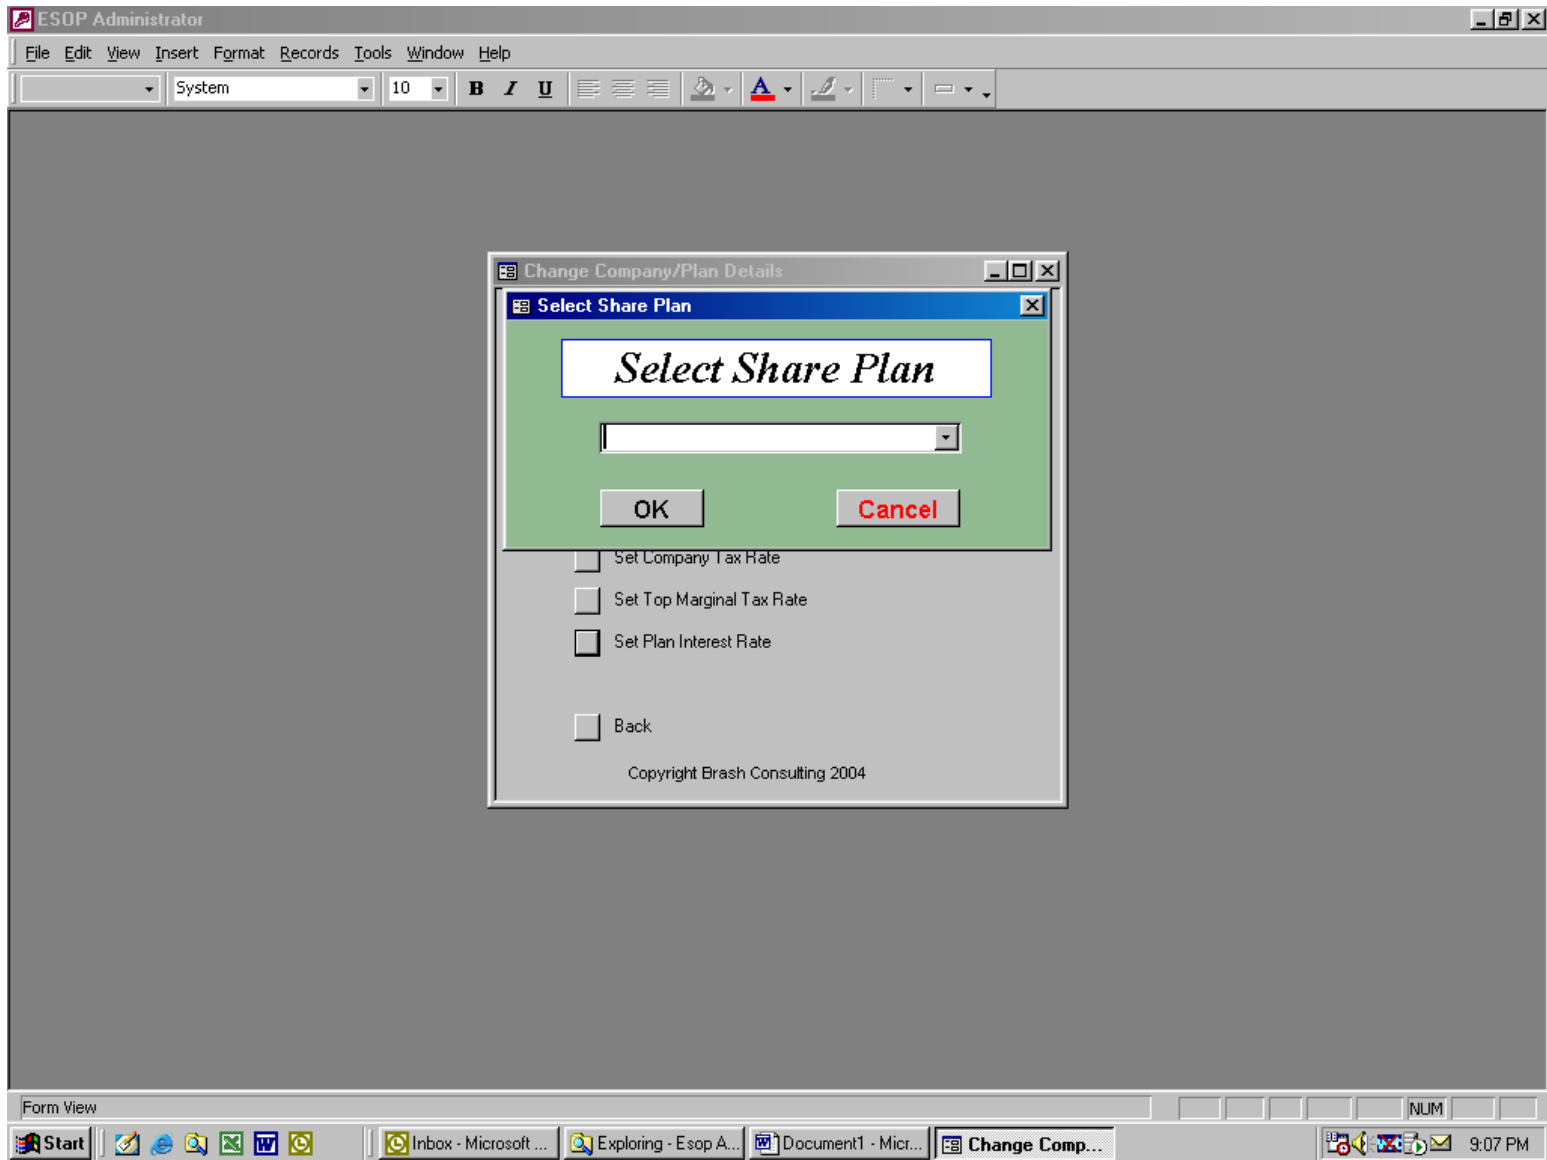 ESOP Administrator
File Edit View Insert Format Records Tools Window Help
System 10 B I U A
Change Company/Plan Details
Select Share Plan
Select Share Plan
OK Cancel
Set Company Tax Rate
Set Top Marginal Tax Rate
Set Plan Interest Rate
Back
Copyright Brash Consulting 2004
Form View NUM
Start Inbox - Microsoft ... Exploring - Esop A... Document1 - Micr... Change Comp... 9:07 PM